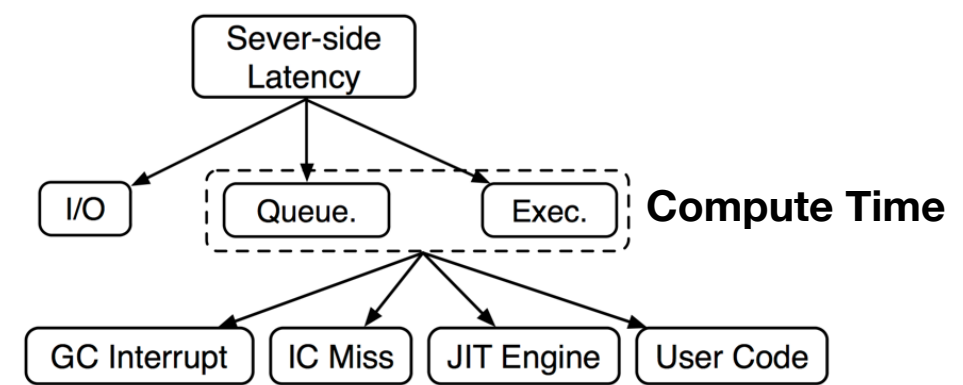 Sever-side
Latency
I/O
Queue.
Exec.
Compute Time
GC Interrupt
IC Miss
JIT Engine
User Code